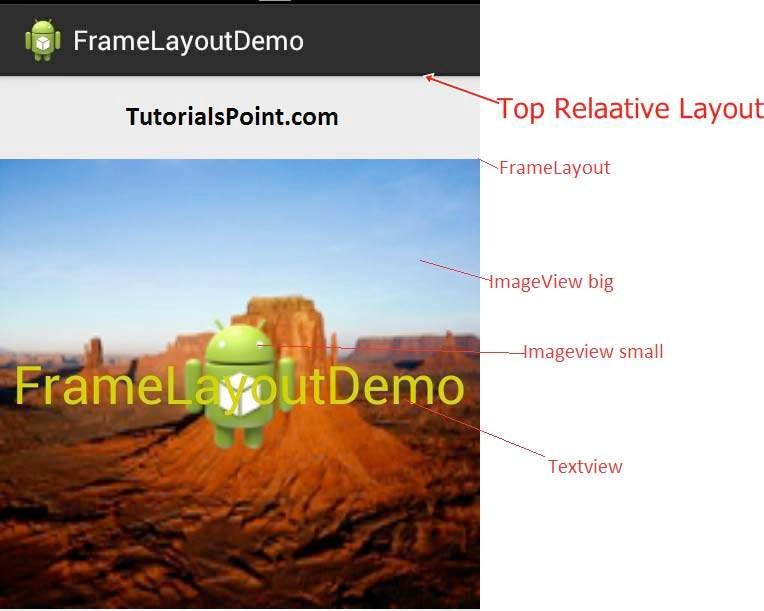 FrameLayoutDemo
Top Relaative Layout
TutorialsPoint.com
FrameLayout
ImageView big
Imageview small
FrameLayoutDemo
Textview